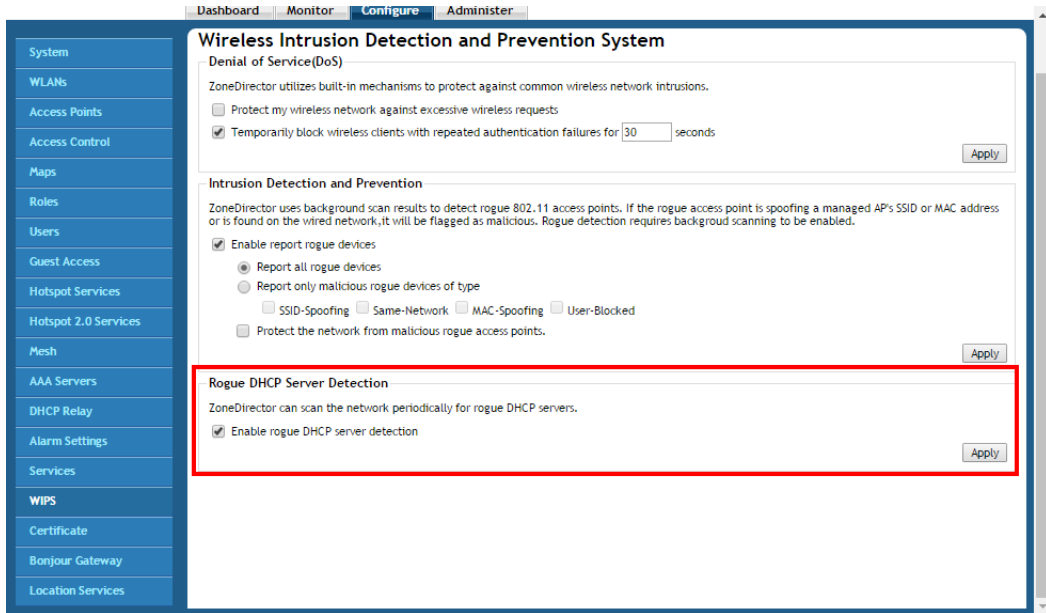 Dashboard Monitor Configure Administer
System
WLANs
Access Points
Access Control
Maps
Roles
Users
Guest Access
Hotspot Services
Hotspot 2.0 Services
Mesh
AAA Servers
DHCP Relay
Alarm Settings
Services
WIPS
Certificate
Bonjour Gateway
Location Services
Wireless Intrusion Detection and Prevention System
Denial of Service(DoS)
ZoneDirector utilizes built-in mechanisms to protect against common wireless network intrusions.
Protect my wireless network against excessive wireless requests
Temporarily block wireless clients with repeated authentication failures for 30 seconds
Apply
Intrusion Detection and Prevention
ZoneDirector uses background scan results to detect rogue 802.11 access points. If the rogue access point is spoofing a managed AP's SSID or MAC address
or is found on the wired network,it will be flagged as malicious. Rogue detection requires backgroud scanning to be enabled.
Enable report rogue devices
Report all rogue devices
Report only malicious rogue devices of type
SSID-Spoofing Same-Network MAC-Spoofing User-Blocked
Protect the network from malicious rogue access points.
Apply
Rogue DHCP Server Detection
ZoneDirector can scan the network periodically for rogue DHCP servers.
Enable rogue DHCP server detection
Apply